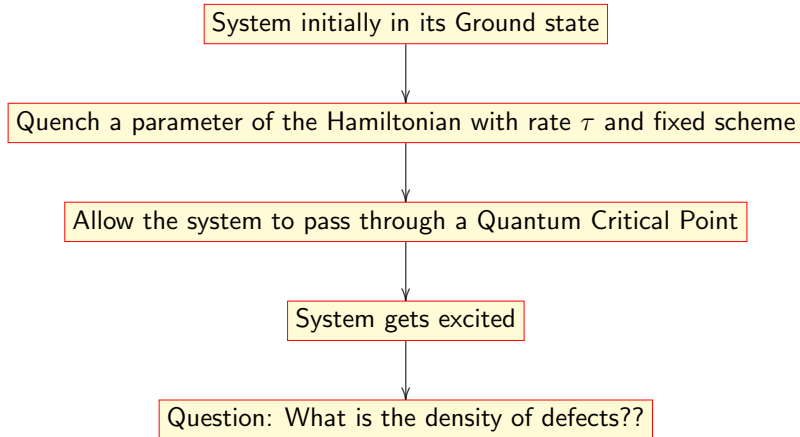 System initially in its Ground state
Quench a parameter of the Hamiltonian with rate τ and fixed scheme
Allow the system to pass through a Quantum Critical Point
System gets excited
Question: What is the density of defects??